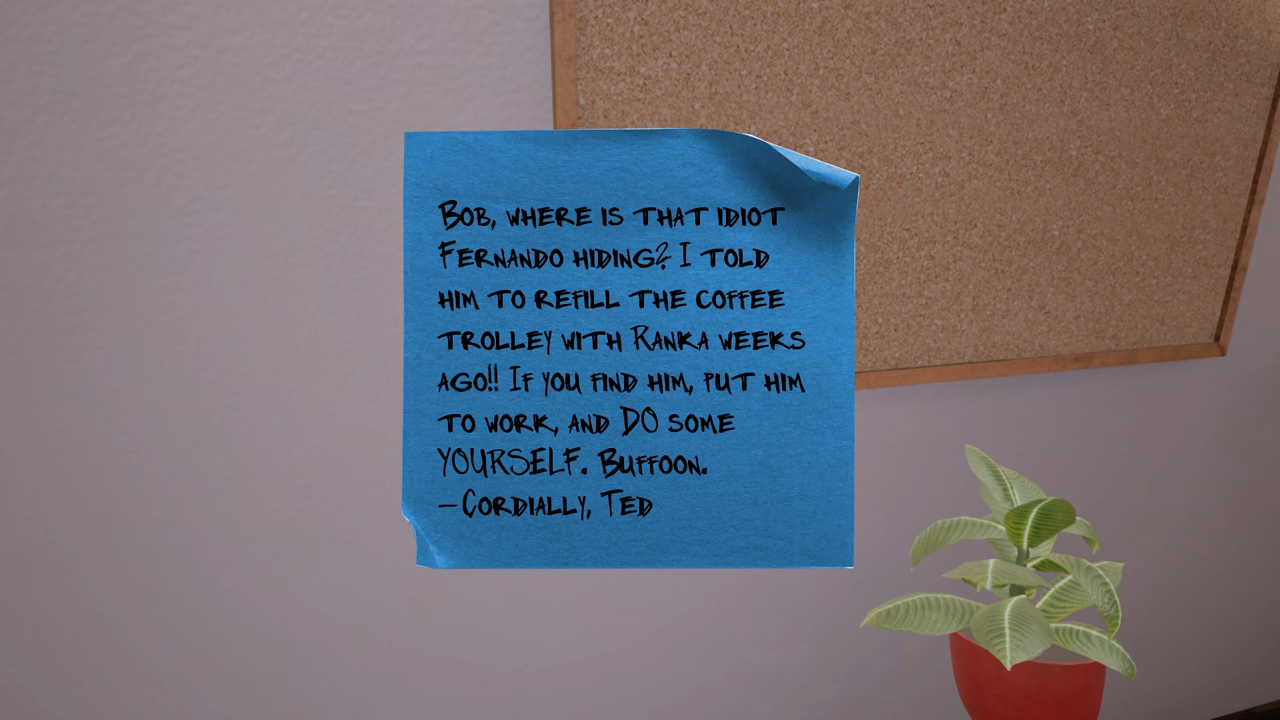 Bob, where is that idiot
Fernando hiding? I told
him to refill the coffee
trolley with Ranka weeks
ago!! If you find him, put him
to work, and DO some
YOURSELF. Buffoon.
—Cordially, Ted